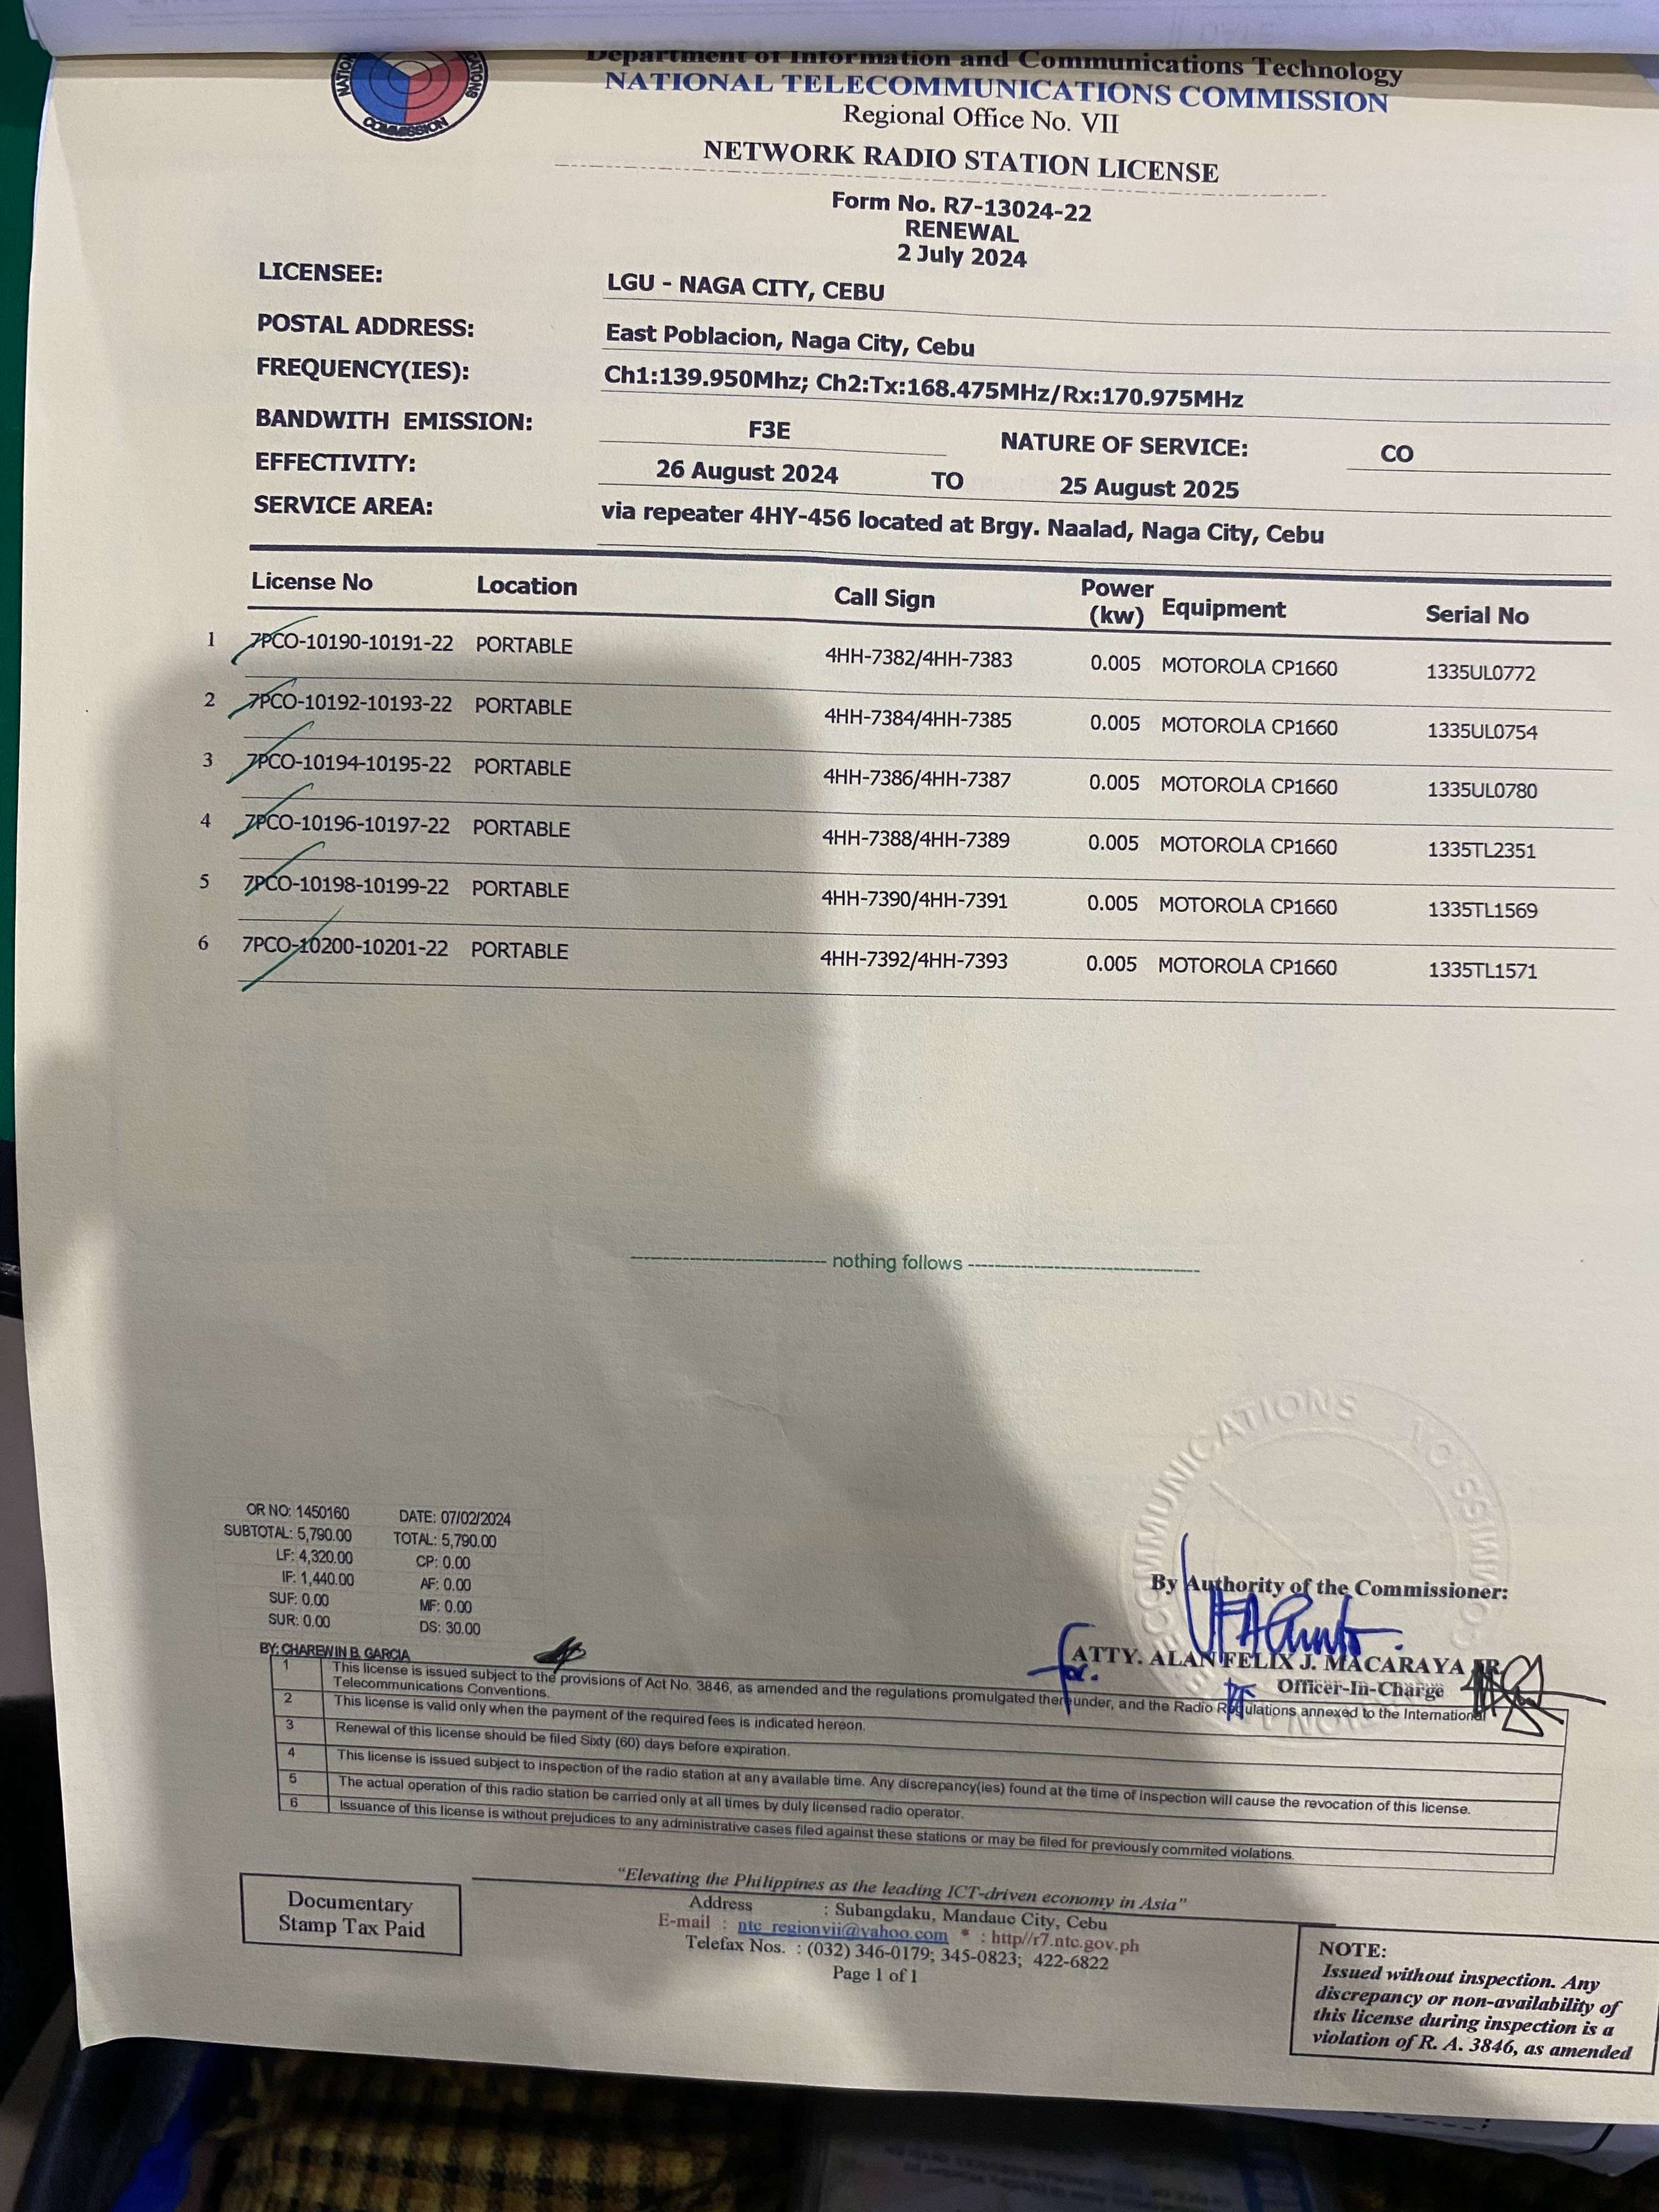 Department of Information and Communications Technology
NATIONAL TELECOMMUNICATIONS COMMISSION
COMMISSION
Regional Office No. VII
NETWORK RADIO STATION LICENSE
Form No. R7-13024-22
RENEWAL
2 July 2024
LICENSEE: LGU - NAGA CITY, CEBU
POSTAL ADDRESS: East Poblacion, Naga City, Cebu
FREQUENCY(IES): Ch1:139.950Mhz; Ch2:Tx:168.475MHz/Rx:170.975MHz
BANDWITH EMISSION: F3E NATURE OF SERVICE: CO
EFFECTIVITY: 26 August 2024 TO 25 August 2025
SERVICE AREA: via repeater 4HY-456 located at Brgy. Naalad, Naga City, Cebu
License No Location Call Sign Power (kw) Equipment Serial No
1 7PCO-10190-10191-22 PORTABLE 4HH-7382/4HH-7383 0.005 MOTOROLA CP1660 1335UL0772
2 7PCO-10192-10193-22 PORTABLE 4HH-7384/4HH-7385 0.005 MOTOROLA CP1660 1335UL0754
3 7PCO-10194-10195-22 PORTABLE 4HH-7386/4HH-7387 0.005 MOTOROLA CP1660 1335UL0780
4 7PCO-10196-10197-22 PORTABLE 4HH-7388/4HH-7389 0.005 MOTOROLA CP1660 1335TL2351
5 7PCO-10198-10199-22 PORTABLE 4HH-7390/4HH-7391 0.005 MOTOROLA CP1660 1335TL1569
6 7PCO-10200-10201-22 PORTABLE 4HH-7392/4HH-7393 0.005 MOTOROLA CP1660 1335TL1571
---------------------------- nothing follows ---------------------------------
OR NO: 1450160 DATE: 07/02/2024
SUBTOTAL: 5,790.00 TOTAL: 5,790.00
LF: 4,320.00 CP: 0.00
IF: 1,440.00 AF: 0.00
SUF: 0.00 MF: 0.00
SUR: 0.00 DS: 30.00
BY: CHAREWIN B. GARCIA
COMMUNICATIONS
By Authority of the Commissioner:
for: ATTY. ALAN FELIX J. MACARAYA JR
Officer-In-Charge
1 This license is issued subject to the provisions of Act No. 3846, as amended and the regulations promulgated thereunder, and the Radio Regulations annexed to the International
Telecommunications Conventions.
2 This license is valid only when the payment of the required fees is indicated hereon.
3 Renewal of this license should be filed Sixty (60) days before expiration.
4 This license is issued subject to inspection of the radio station at any available time. Any discrepancy(ies) found at the time of Inspection will cause the revocation of this license.
5 The actual operation of this radio station be carried only at all times by duly licensed radio operator.
6 Issuance of this license is without prejudices to any administrative cases filed against these stations or may be filed for previously commited violations.
"Elevating the Philippines as the leading ICT-driven economy in Asia"
Address : Subangdaku, Mandaue City, Cebu
E-mail : ntc_regionvii@yahoo.com * : http//r7.ntc.gov.ph
Telefax Nos. : (032) 346-0179; 345-0823; 422-6822
Page 1 of 1
Documentary
Stamp Tax Paid
NOTE:
Issued without inspection. Any
discrepancy or non-availability of
this license during inspection is a
violation of R. A. 3846, as amended